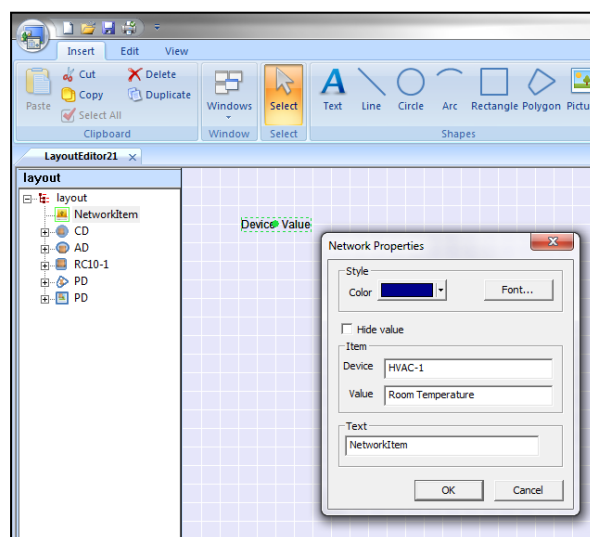 Insert Edit View
Cut Delete
Paste Copy Duplicate Windows Select Text Line Circle Arc Rectangle Polygon
Select All
Clipboard Window Select Shapes
LayoutEditor21
layout
layout
NetworkItem
CD
AD
RC10-1
PD
PD
Device Value
Network Properties
Style
Color Font...
Hide value
Item
Device HVAC-1
Value Room Temperature
Text
NetworkItem
OK Cancel